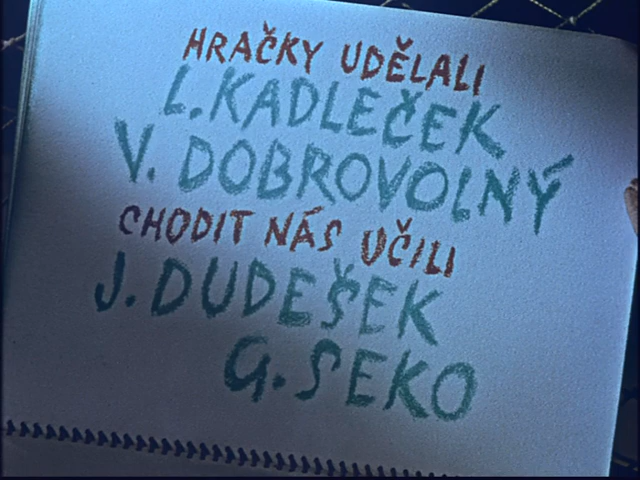 HRAČKY UDĚLALI
L. KADLEČEK
V. DOBROVOLNÝ
CHODIT NÁS UČILI
J. DUDEŠEK
G. SEKO